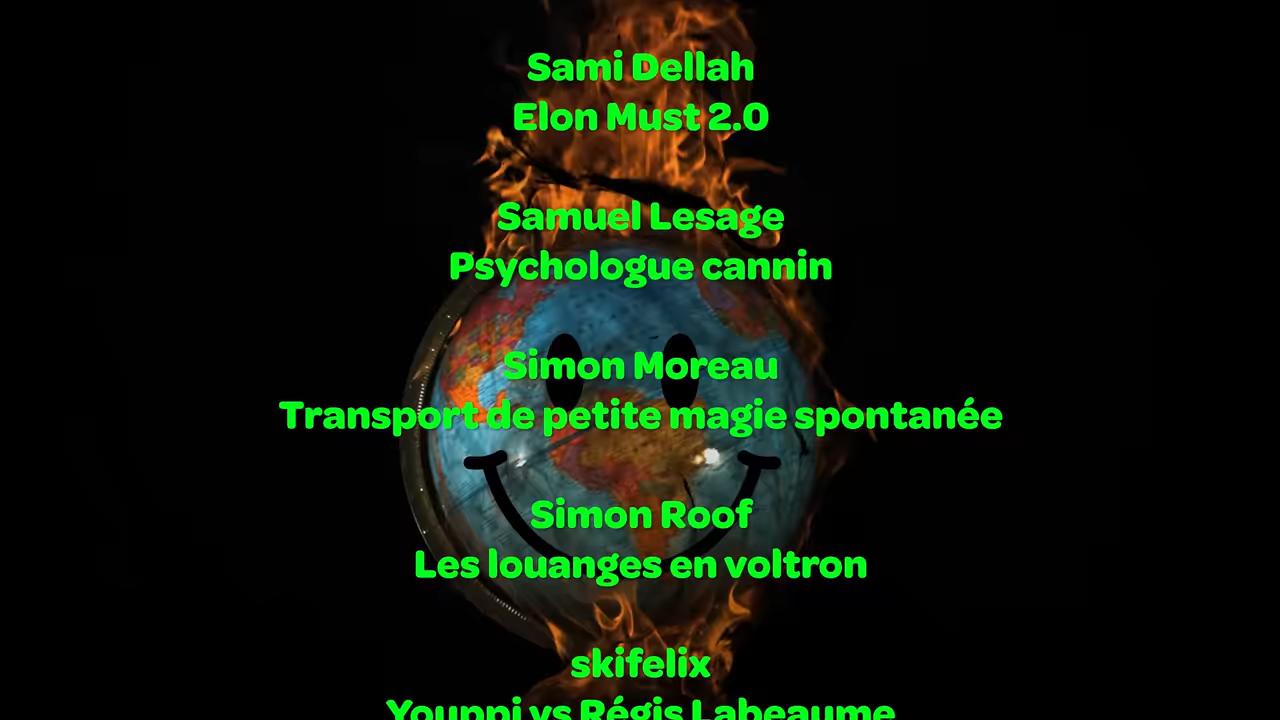 Sami Dellah
Elon Must 2.0
Samuel Lesage
Psychologue cannin
Simon Moreau
Transport de petite magie spontanée
Simon Roof
Les louanges en voltron
skifelix
Youppi vs Régis Labeaume